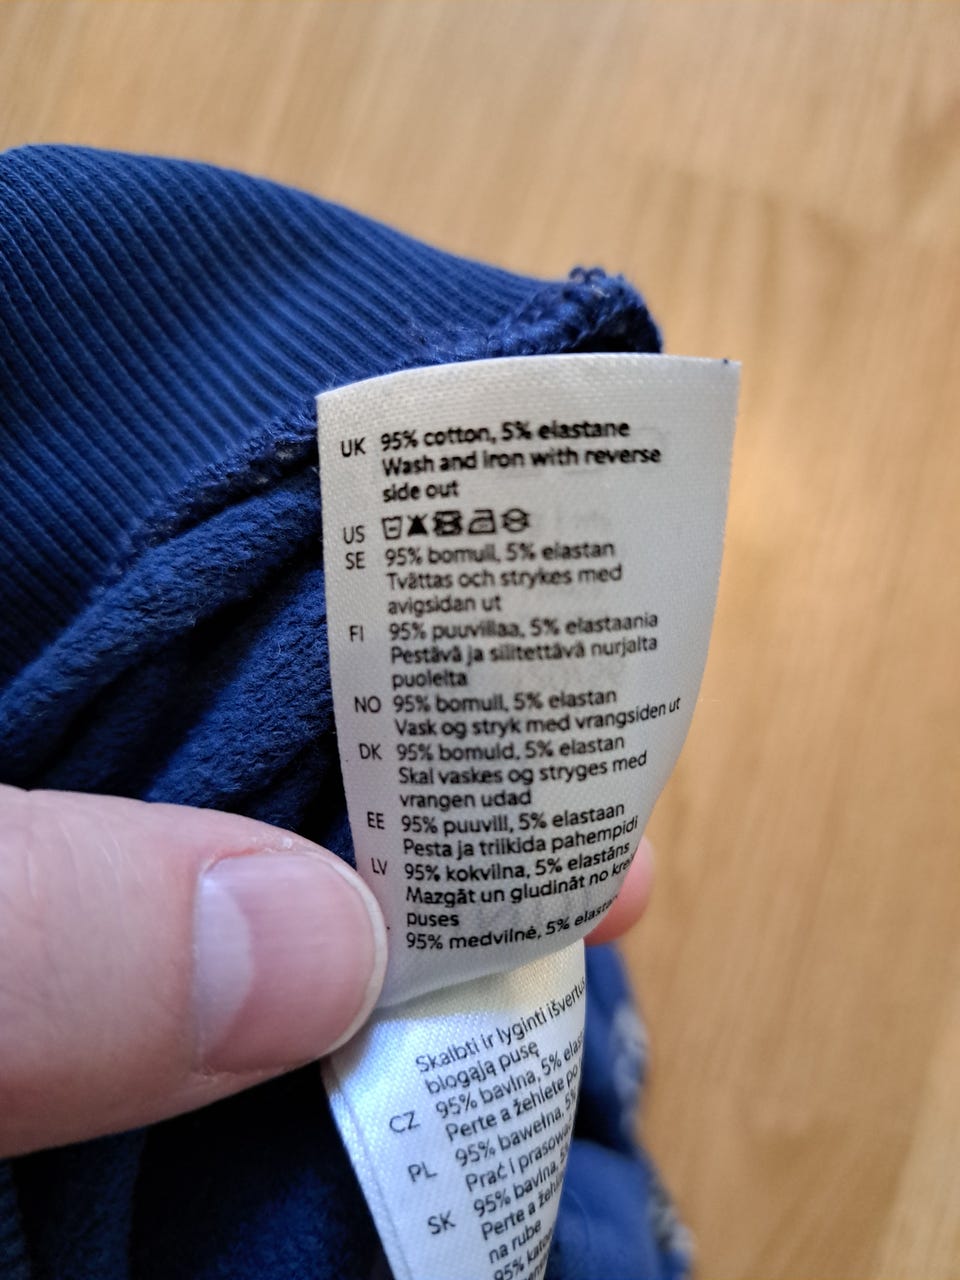 UK 95% cotton, 5% elastane
Wash and iron with reverse
side out
US
SE 95% bomull, 5% elastan
Tvättas och strykes med
avigsidan ut
FI 95% puuvillaa, 5% elastaania
Pestävä ja silitettävä nurjalta
puolelta
NO 95% bomull, 5% elastan
Vask og stryk med vrangsiden ut
DK 95% bomuld, 5% elastan
Skal vaskes og stryges med
vrangen udad
EE 95% puuvill, 5% elastaan
Pesta ja triikida pahempidi
LV 95% kokvilna, 5% elastāns
Mazgāt un gludināt no
puses
95% medvilnė, 5%
Skalbti ir lyginti
blogąją pusę
CZ 95% bavlna, 5%
Perte a žehlete po
PL 95% bawełna,
Prać i
SK 95% bavlna,
Perte a
na rube
95%